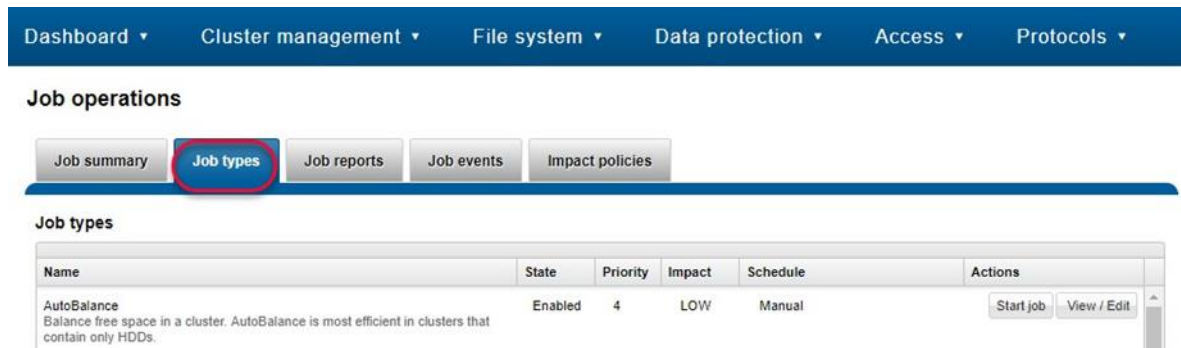 Dashboard ▾ Cluster management ▾ File system ▾ Data protection ▾ Access ▾ Protocols ▾
Job operations
Job summary Job types Job reports Job events Impact policies
Job types
Name State Priority Impact Schedule Actions
AutoBalance Enabled 4 LOW Manual Start job View / Edit
Balance free space in a cluster. AutoBalance is most efficient in clusters that
contain only HDDs.